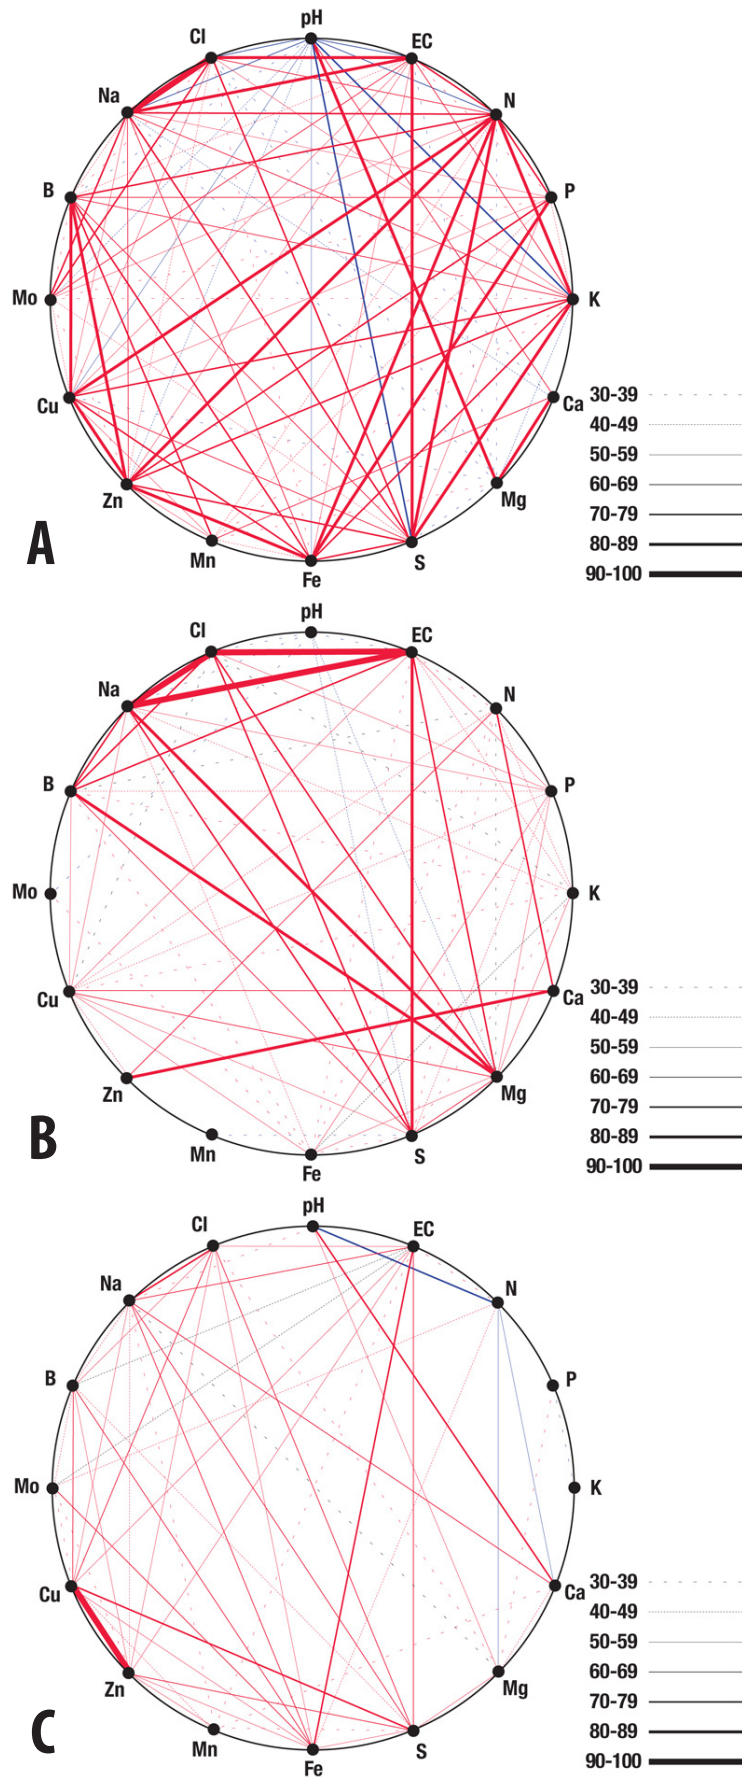 pH
Cl
EC
Na
N
B
P
Mo
K
Cu
Ca
Zn
Mg
Mn
S
Fe
A
30-39
40-49
50-59
60-69
70-79
80-89
90-100
pH
Cl
EC
Na
N
B
P
Mo
K
Cu
Ca
Zn
Mg
Mn
S
Fe
B
30-39
40-49
50-59
60-69
70-79
80-89
90-100
pH
Cl
EC
Na
N
B
P
Mo
K
Cu
Ca
Zn
Mg
Mn
S
Fe
C
30-39
40-49
50-59
60-69
70-79
80-89
90-100